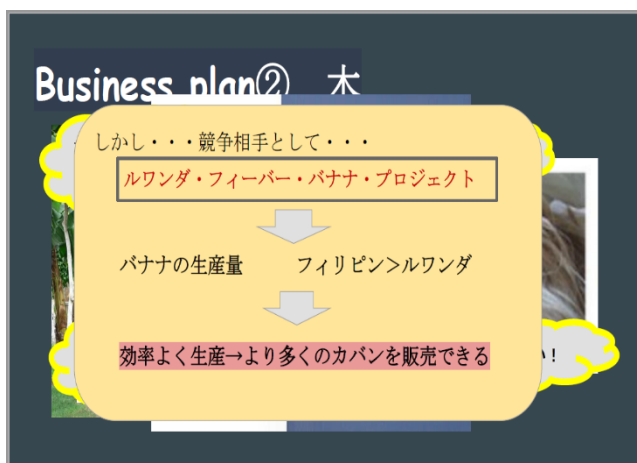 Business plan② 木
しかし・・・競争相手として・・・
ルワンダ・フィーバー・バナナ・プロジェクト
バナナの生産量 フィリピン＞ルワンダ
効率よく生産→より多くのカバンを販売できる
！